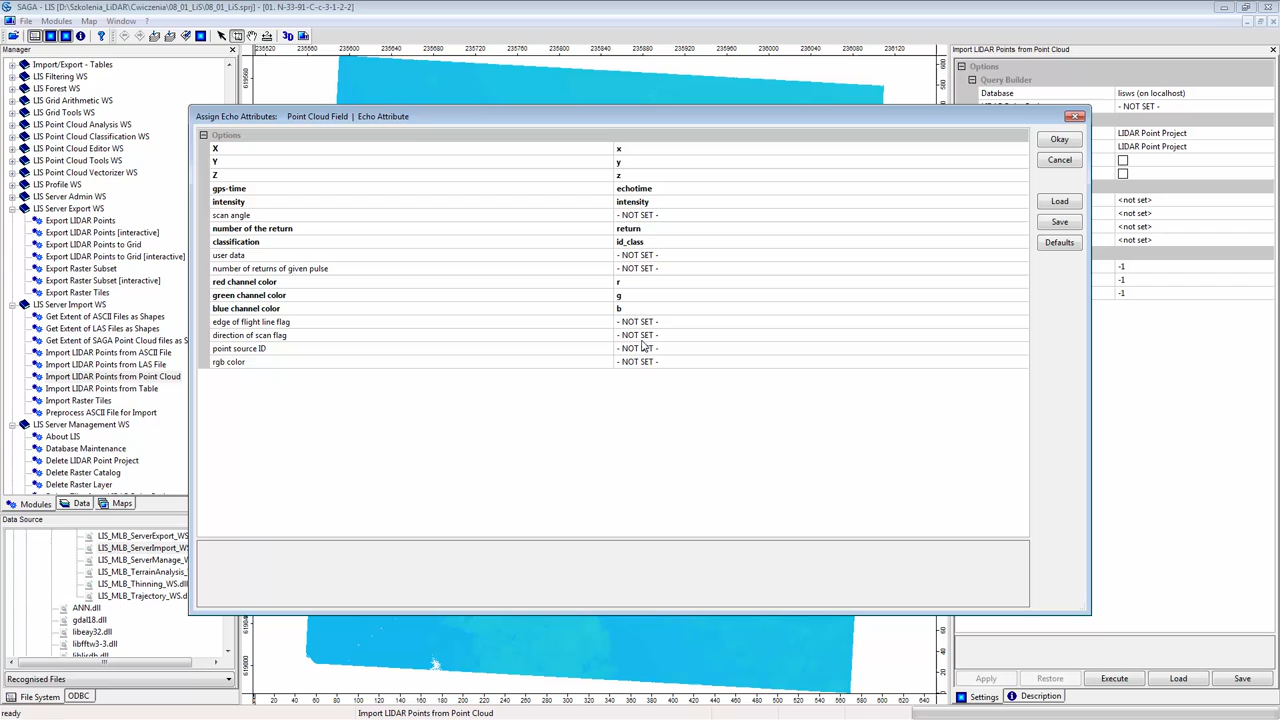 SAGA - LIS [D:\Szkolenia_LiDAR\Cwiczenia\08_01_LiS\08_01_LiS.sprj] - [01. N-33-91-C-c-3-1-2-2]
File Modules Map Window ?
Manager
Import/Export - Tables
LIS Filtering WS
LIS Forest WS
LIS Grid Arithmetic WS
LIS Grid Tools WS
LIS Point Cloud Analysis WS
LIS Point Cloud Classification WS
LIS Point Cloud Editor WS
LIS Point Cloud Tools WS
LIS Point Cloud Vectorizer WS
LIS Profile WS
LIS Server Admin WS
LIS Server Export WS
Export LIDAR Points
Export LIDAR Points [interactive]
Export LIDAR Points to Grid
Export LIDAR Points to Grid [interactive]
Export Raster Subset
Export Raster Subset [interactive]
Export Raster Tiles
LIS Server Import WS
Get Extent of ASCII Files as Shapes
Get Extent of LAS Files as Shapes
Get Extent of SAGA Point Cloud files as
Import LIDAR Points from ASCII File
Import LIDAR Points from LAS File
Import LIDAR Points from Point Cloud
Import LIDAR Points from Table
Import Raster Tiles
Preprocess ASCII File for Import
LIS Server Management WS
About LIS
Database Maintenance
Delete LIDAR Point Project
Delete Raster Catalog
Delete Raster Layer
Modules Data Maps
Data Source
LIS_MLB_ServerExport_WS
LIS_MLB_ServerImport_WS
LIS_MLB_ServerManage_
LIS_MLB_TerrainAnalysis_
LIS_MLB_Thinning_WS.dll
LIS_MLB_Trajectory_WS.dl
ANN.dll
gdal18.dll
libeay32.dll
libfftw3-3.dll
Recognised Files
File System ODBC
ready
Assign Echo Attributes: Point Cloud Field | Echo Attribute
Options
X x
Y y
Z z
gps-time echotime
intensity intensity
scan angle - NOT SET -
number of the return return
classification id_class
user data - NOT SET -
number of returns of given pulse - NOT SET -
red channel color r
green channel color g
blue channel color b
edge of flight line flag - NOT SET -
direction of scan flag - NOT SET -
point source ID - NOT SET -
rgb color - NOT SET -
Okay
Cancel
Load
Save
Defaults
Import LIDAR Points from Point Cloud
Options
Query Builder
Database lisws (on localhost)
- NOT SET -
LIDAR Point Project
LIDAR Point Project
<not set>
<not set>
<not set>
<not set>
-1
-1
-1
Apply Restore Execute Load Save
Settings Description
Import LIDAR Points from Point Cloud